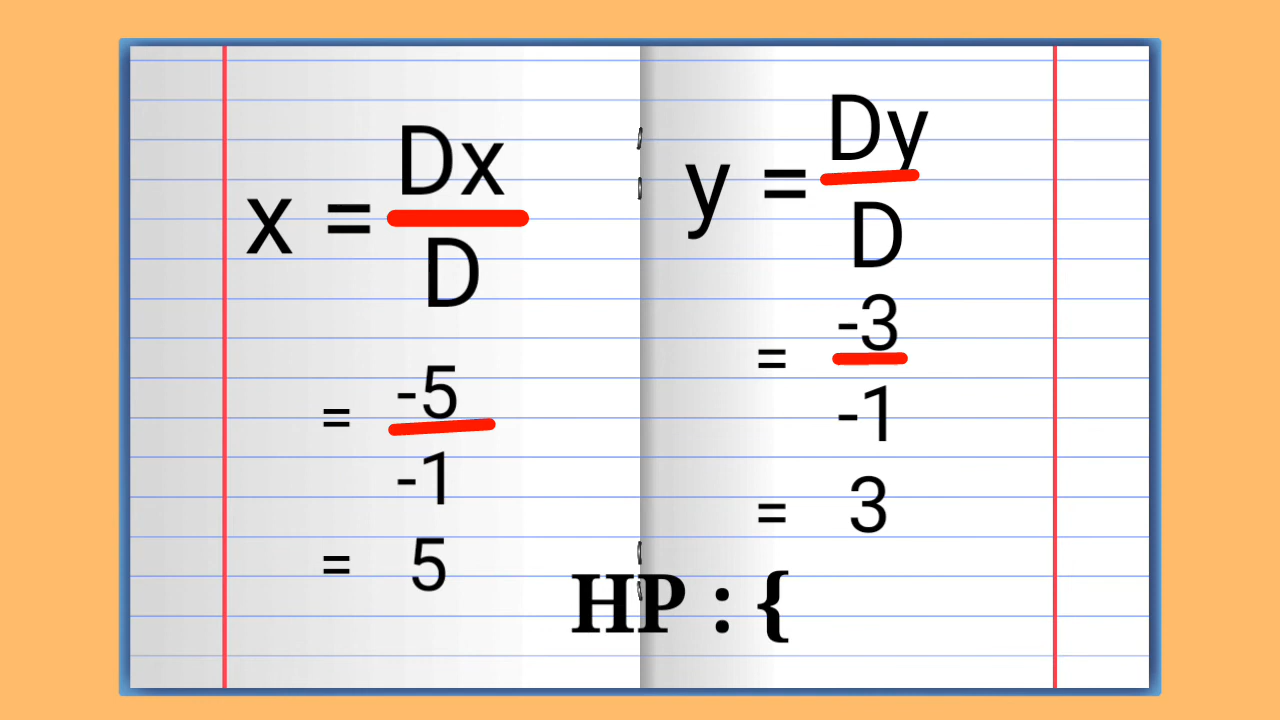 x = Dx
D
= -5
-1
= 5
y = Dy
D
= -3
-1
= 3
HP : {